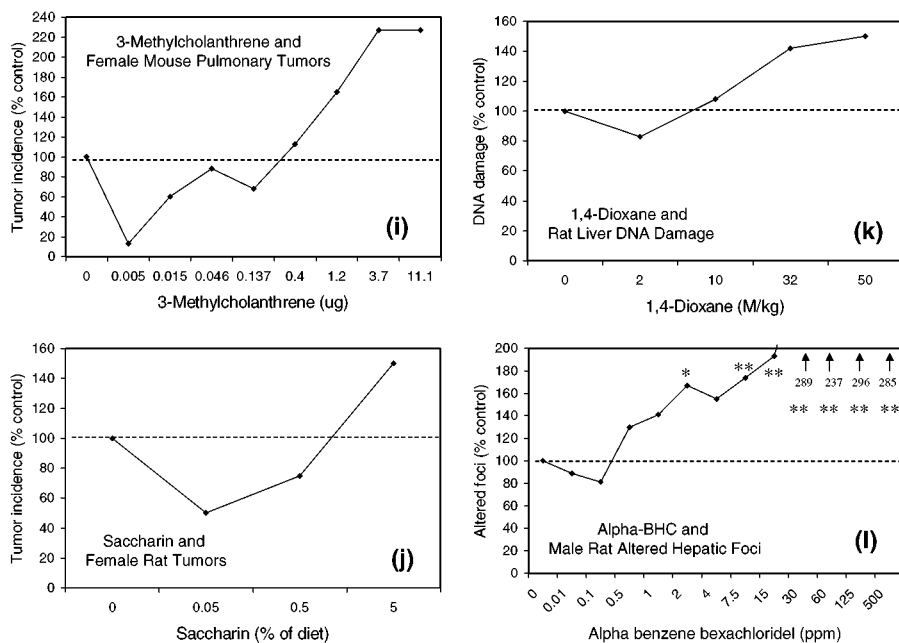 240
220
200
180
160
140
120
100
80
60
40
20
0
Tumor incidence (% control)
3-Methylcholanthrene and
Female Mouse Pulmonary Tumors
(i)
0 0.005 0.015 0.046 0.137 0.4 1.2 3.7 11.1
3-Methylcholanthrene (ug)
160
140
120
100
80
60
40
20
0
DNA damage (% control)
1,4-Dioxane and
Rat Liver DNA Damage
(k)
0 2 10 32 50
1,4-Dioxane (M/kg)
160
140
120
100
80
60
40
20
0
Tumor incidence (% control)
Saccharin and
Female Rat Tumors
(j)
0 0.05 0.5 5
Saccharin (% of diet)
200
180
160
140
120
100
80
60
40
20
0
Altered foci (% control)
* ** **
289 237 296 285
** ** ** **
Alpha-BHC and
Male Rat Altered Hepatic Foci
(l)
0 0.01 0.1 0.5 1 2 4 7.5 15 30 60 125 500
Alpha benzene bexachloridel (ppm)